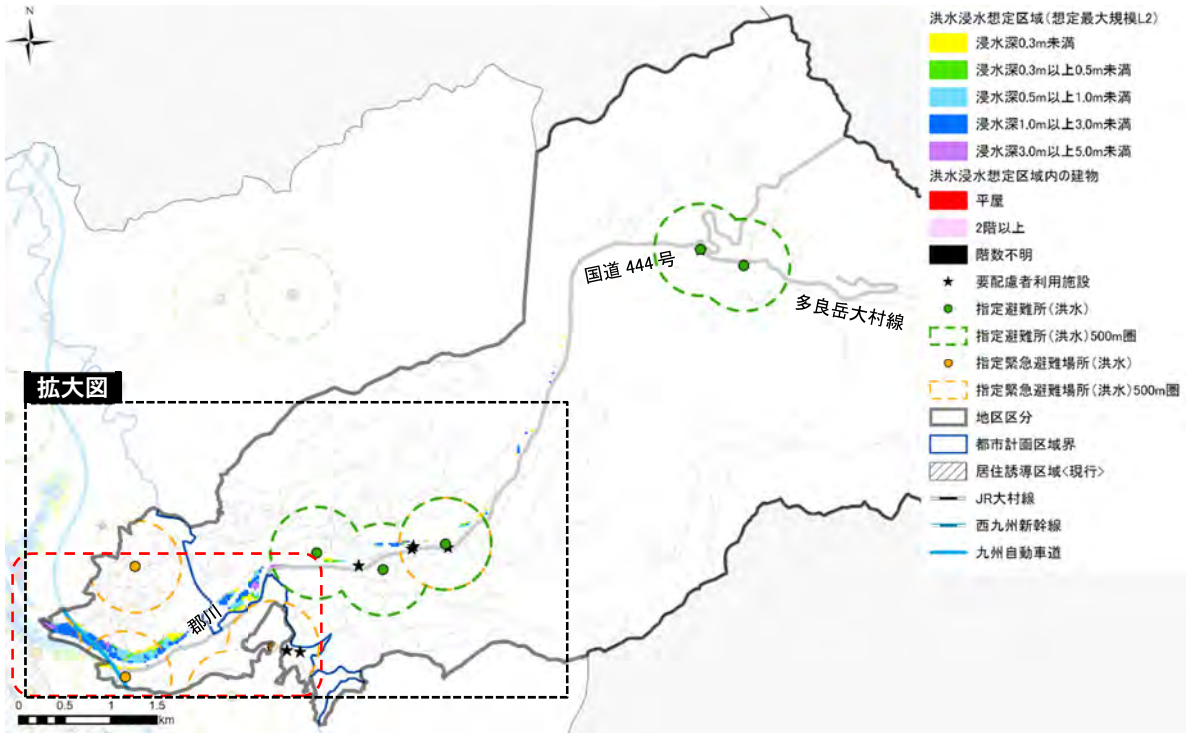 N
洪水浸水想定区域(想定最大規模L2)
浸水深0.3m未満
浸水深0.3m以上0.5m未満
浸水深0.5m以上1.0m未満
浸水深1.0m以上3.0m未満
浸水深3.0m以上5.0m未満
洪水浸水想定区域内の建物
平屋
2階以上
階数不明
要配慮者利用施設
指定避難所(洪水)
指定避難所(洪水)500m圏
指定緊急避難場所(洪水)
指定緊急避難場所(洪水)500m圏
地区区分
都市計画区域界
居住誘導区域<現行>
JR大村線
西九州新幹線
九州自動車道
国道444号
多良岳大村線
拡大図
郡川
0 0.5 1 1.5
km